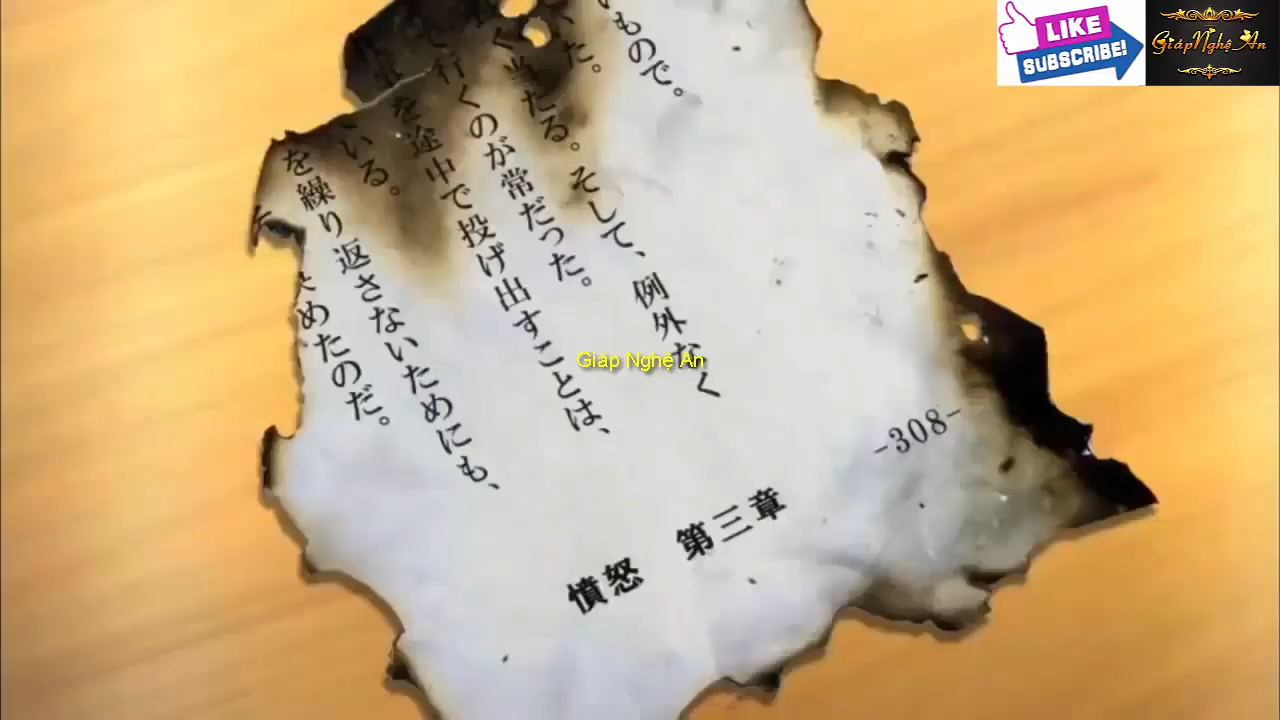 いもので。
いた。
く当たる。そして、例外なく
行くのが常だった。
を途中で投げ出すことは、
いる。
を繰り返さないためにも、
めたのだ。
-308-
憤怒 第三章
LIKE
SUBSCRIBE!
GiápNghệ_An
Giáp Nghệ An